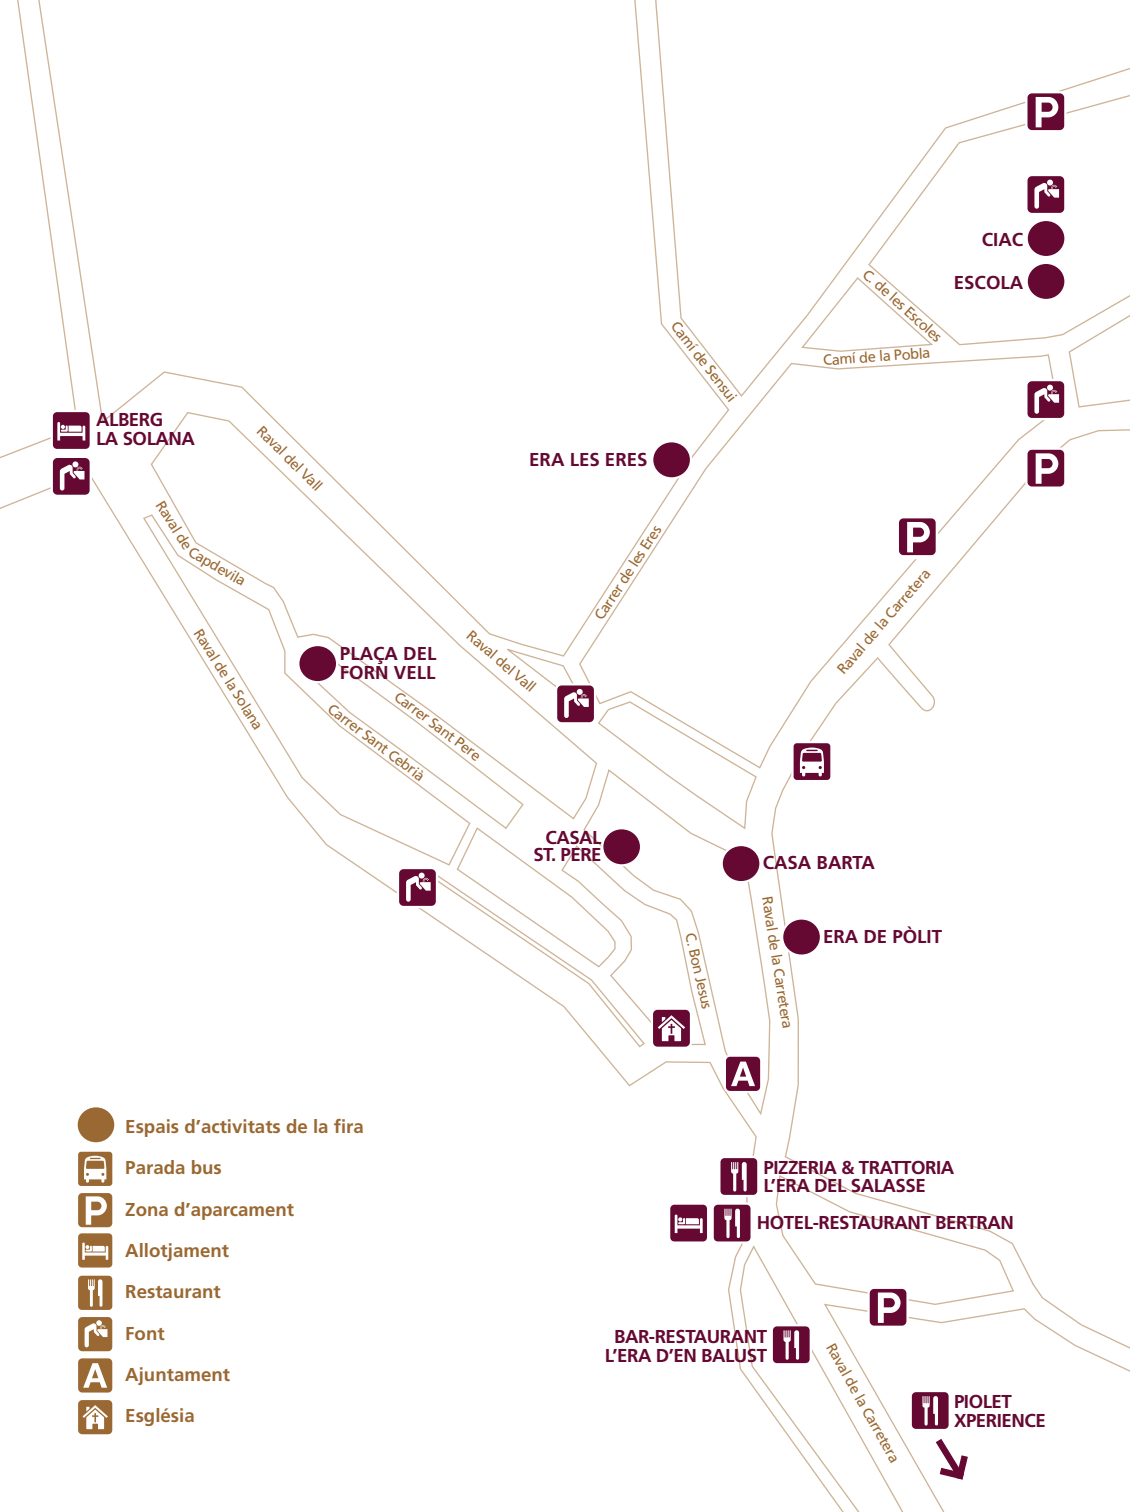 P
CIAC
ESCOLA
C. de les Escoles
Camí de la Pobla
Camí de Sensui
ALBERG
LA SOLANA
Raval del Vall
ERA LES ERES
P
Raval de Capdevila
P
Carrer de les Eres
Raval de la Carretera
Raval de la Solana
PLAÇA DEL
FORN VELL
Raval del Vall
Carrer Sant Pere
Carrer Sant Cebrià
CASAL
ST. PERE
CASA BARTA
Raval de la Carretera
ERA DE PÒLIT
C. Bon Jesus
A
Espais d'activitats de la fira
Parada bus
P Zona d'aparcament
Allotjament
Restaurant
Font
A Ajuntament
Església
PIZZERIA & TRATTORIA
L'ERA DEL SALASSE
HOTEL-RESTAURANT BERTRAN
P
BAR-RESTAURANT
L'ERA D'EN BALUST
Raval de la Carretera
PIOLET
XPERIENCE